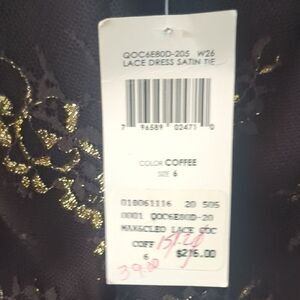 QOC6E80D-205 W26
LACE DRESS SATIN TIE
7 96589 02471 0
COLOR COFFEE
SIZE 6
010061116 20 505
0001 QOC6E80D-20
MAX&CLEO LACE COC
COFF
6 $216.00
39.00